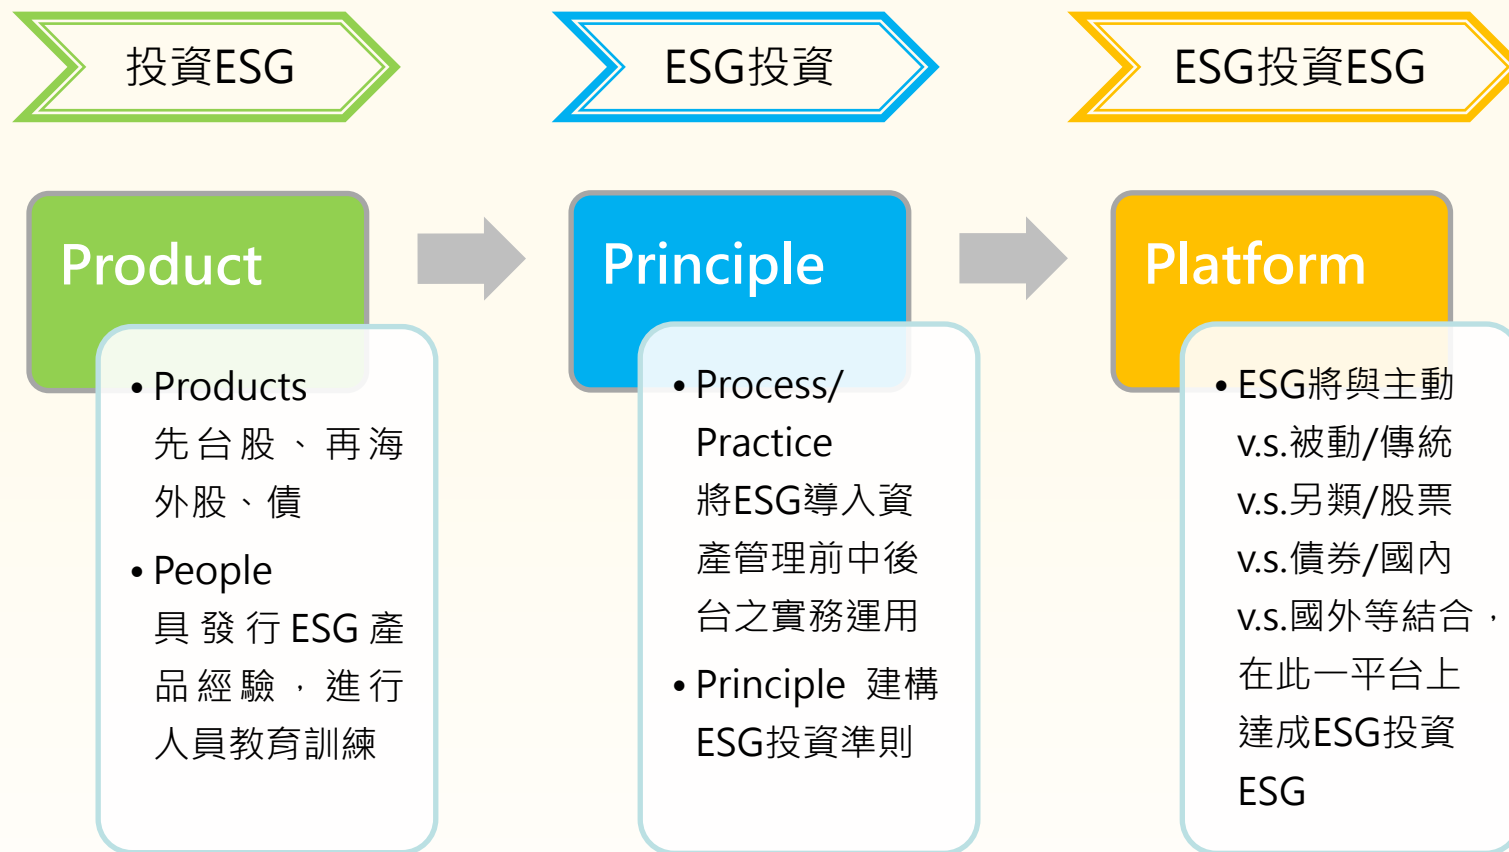 投資ESG
ESG投資
ESG投資ESG
Product
• Products
先台股、再海
外股、債
• People
具發行ESG產
品經驗，進行
人員教育訓練
Principle
• Process/
Practice
將ESG導入資
產管理前中後
台之實務運用
• Principle 建構
ESG投資準則
Platform
• ESG將與主動
v.s.被動/傳統
v.s.另類/股票
v.s.債券/國內
v.s.國外等結合，
在此一平台上
達成ESG投資
ESG